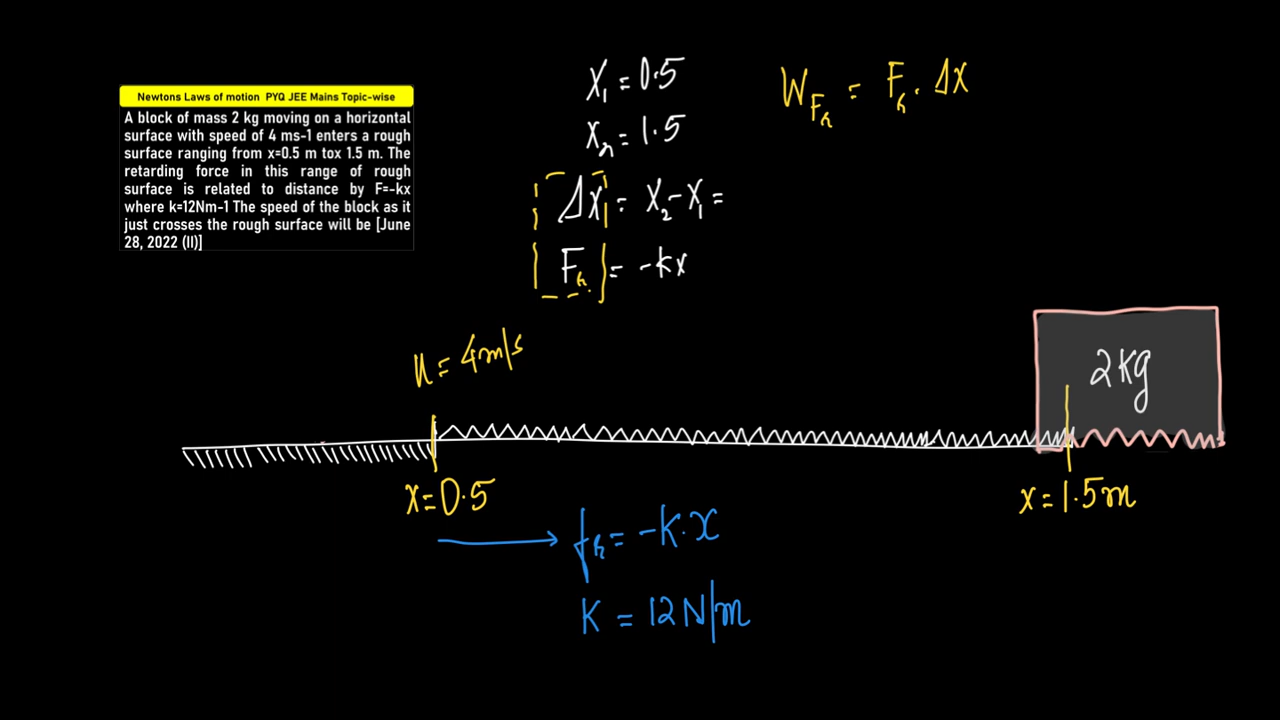 Newtons Laws of motion PYQ JEE Mains Topic-wise
A block of mass 2 kg moving on a horizontal
surface with speed of 4 ms-1 enters a rough
surface ranging from x=0.5 m tox 1.5 m. The
retarding force in this range of rough
surface is related to distance by F=-kx
where k=12Nm-1 The speed of the block as it
just crosses the rough surface will be [June
28, 2022 (II)]
X₁ = 0.5
X₂ = 1.5
ΔX = X₂-X₁ =
Fᵣ = -kx
W_Fᵣ = Fᵣ. ΔX
u = 4m/s
2kg
x=0.5
x=1.5m
fᵣ = -k.x
K = 12N/m